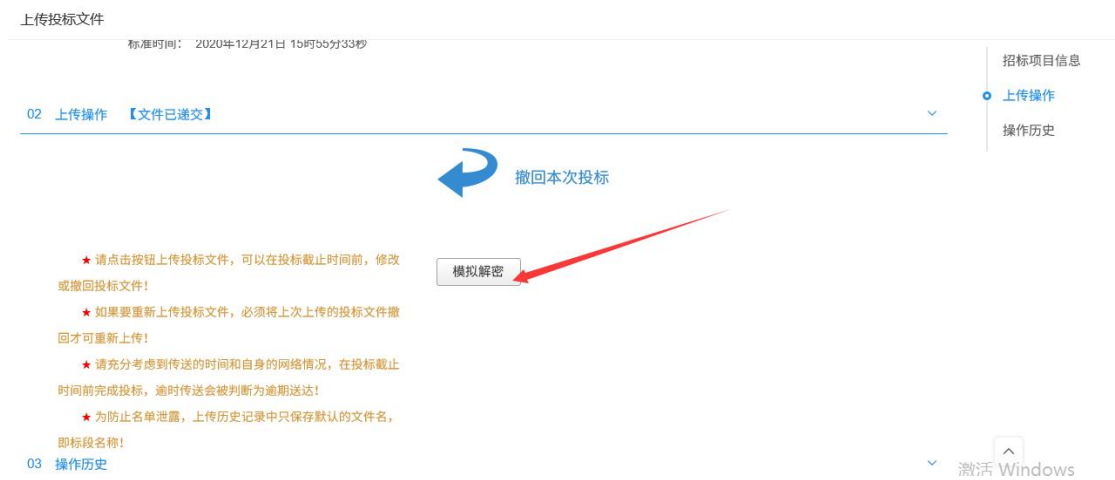 上传投标文件
标准时间： 2020年12月21日 15时55分33秒
招标项目信息
上传操作
操作历史
02 上传操作 【文件已递交】
撤回本次投标
模拟解密
★ 请点击按钮上传投标文件，可以在投标截止时间前，修改
或撤回投标文件！
★ 如果要重新上传投标文件，必须将上次上传的投标文件撤
回才可重新上传！
★ 请充分考虑到传送的时间和自身的网络情况，在投标截止
时间前完成投标，逾时传送会被判断为逾期送达！
★ 为防止名单泄露，上传历史记录中只保存默认的文件名，
即标段名称！
03 操作历史
激活 Windows